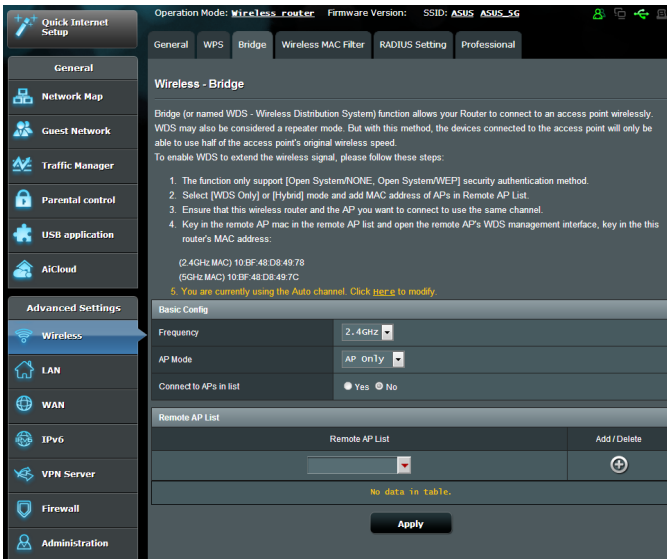 Quick Internet
Setup
General
Network Map
Guest Network
Traffic Manager
Parental control
USB application
AiCloud
Advanced Settings
Wireless
LAN
WAN
IPv6
VPN Server
Firewall
Administration
Operation Mode: Wireless router Firmware Version: SSID: ASUS ASUS_5G
General WPS Bridge Wireless MAC Filter RADIUS Setting Professional
Wireless - Bridge
Bridge (or named WDS - Wireless Distribution System) function allows your Router to connect to an access point wirelessly.
WDS may also be considered a repeater mode. But with this method, the devices connected to the access point will only be
able to use half of the access point's original wireless speed.
To enable WDS to extend the wireless signal, please follow these steps:
1. The function only support [Open System/NONE, Open System/WEP] security authentication method.
2. Select [WDS Only] or [Hybrid] mode and add MAC address of APs in Remote AP List.
3. Ensure that this wireless router and the AP you want to connect to use the same channel.
4. Key in the remote AP mac in the remote AP list and open the remote AP's WDS management interface, key in the this
router's MAC address:
(2.4GHz MAC) 10:BF:48:D8:49:78
(5GHz MAC) 10:BF:48:D8:49:7C
5. You are currently using the Auto channel. Click Here to modify.
Basic Config
Frequency 2.4GHz
AP Mode AP Only
Connect to APs in list Yes No
Remote AP List
Remote AP List Add / Delete
No data in table.
Apply